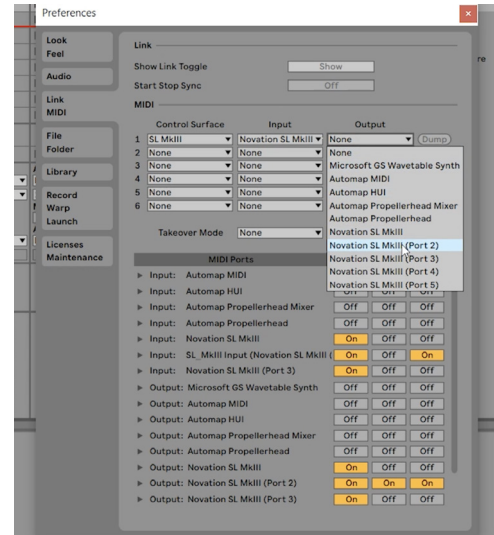 Preferences
x
re
Look
Feel
Audio
Link
MIDI
File
Folder
Library
Record
Warp
Launch
Licenses
Maintenance
Link
Show Link Toggle Show
Start Stop Sync Off
MIDI
Control Surface Input Output
1 SL MkIII Novation SL MkIII None (Dump)
2 None None
3 None None
4 None None
5 None None
6 None None
None
Microsoft GS Wavetable Synth
Automap MIDI
Automap HUI
Automap Propellerhead Mixer
Automap Propellerhead
Novation SL MkIII
Novation SL MkIII (Port 2)
Novation SL MkIII (Port 3)
Novation SL MkIII (Port 4)
Novation SL MkIII (Port 5)
Takeover Mode None
MIDI Ports
Input: Automap MIDI
Input: Automap HUI Off Off Off
Input: Automap Propellerhead Mixer Off Off Off
Input: Automap Propellerhead Off Off Off
Input: Novation SL MkIII On Off Off
Input: SL_MkIII Input (Novation SL MkIII ( On Off On
Input: Novation SL MkIII (Port 3) On Off Off
Output: Microsoft GS Wavetable Synth Off Off Off
Output: Automap MIDI Off Off Off
Output: Automap HUI Off Off Off
Output: Automap Propellerhead Mixer Off Off Off
Output: Automap Propellerhead Off Off Off
Output: Novation SL MkIII On Off Off
Output: Novation SL MkIII (Port 2) On On On
Output: Novation SL MkIII (Port 3) On Off Off